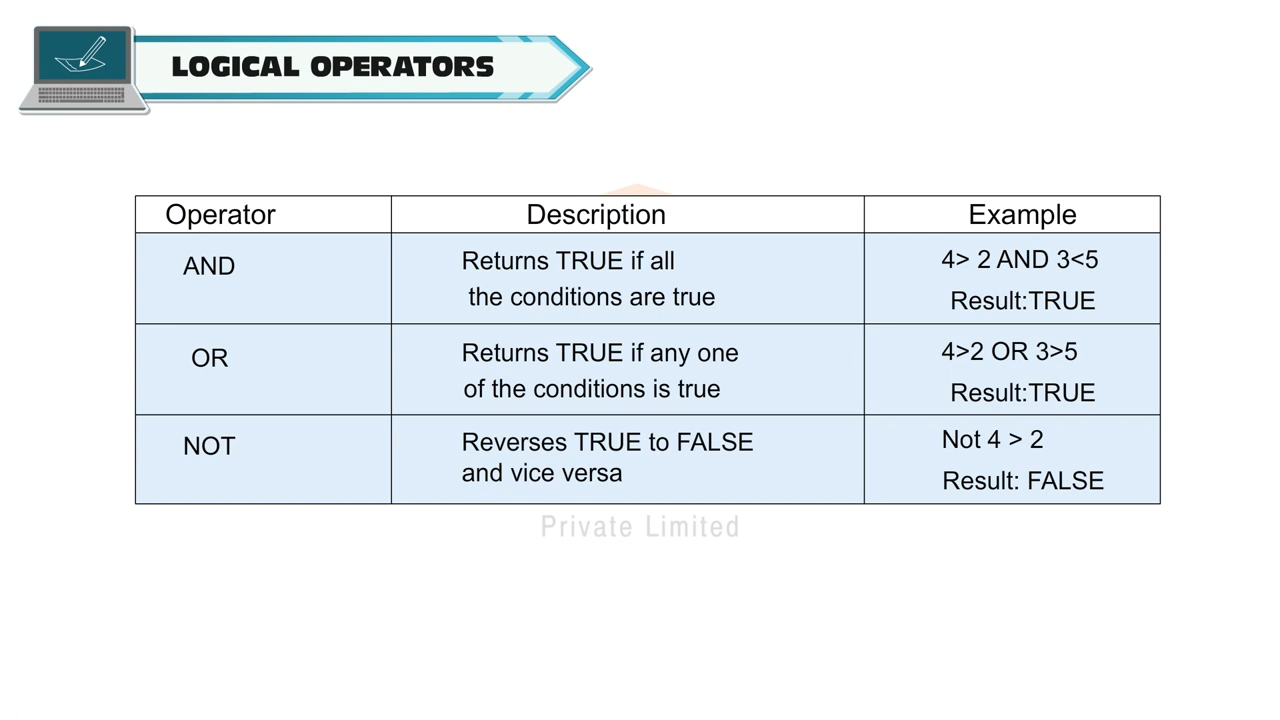 LOGICAL OPERATORS
Operator Description Example
AND
Returns TRUE if all
the conditions are true
4> 2 AND 3<5
Result:TRUE
OR
Returns TRUE if any one
of the conditions is true
4>2 OR 3>5
Result:TRUE
NOT
Reverses TRUE to FALSE
and vice versa
Not 4 > 2
Result: FALSE
Private Limited